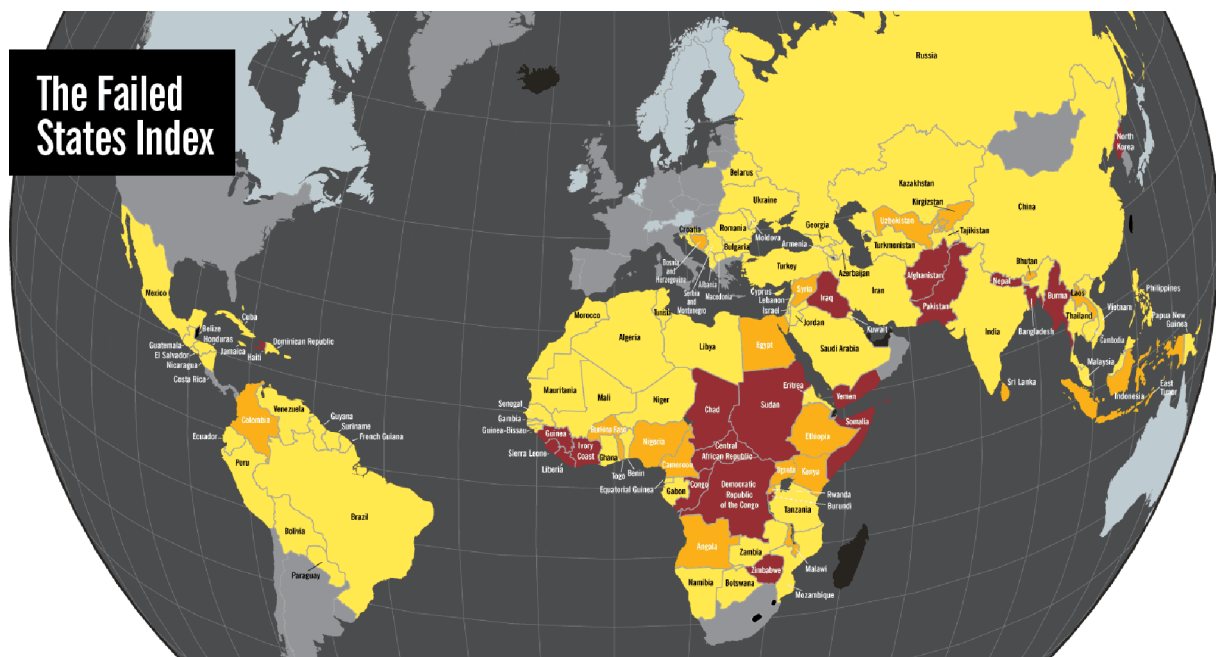 The Failed
States Index
Russia
North
Korea
Belarus
Kazakhstan
Ukraine
Kirgizstan
China
Uzbekistan
Georgia
Croatia
Romania
Moldova
Tajikistan
Armenia
Turkmonistan
Bulgaria
Bosnia
and
Herzegovina
Azerbaijan
Bhutan
Turkey
Afghanistan
Albania
Serbia
and
Montenegro
Macedonia
Cyprus
Lebanon
Israel
Syria
Iraq
Iran
Nepal
Pakistan
Burma
Laos
Philippines
Mexico
Cuba
Tunisia
Morocco
Jordan
Kuwait
Vietnam
Thailand
Papua New
Guinea
Belize
Honduras
Algeria
Libya
Egypt
Saudi Arabia
India
Bangladesh
Cambodia
Guatemala
El Salvador
Nicaragua
Jamaica
Haiti
Dominican Republic
Malaysia
Costa Rica
Mauritania
Mali
Niger
Eritrea
Yemen
Sri Lanka
East
Timor
Indonesia
Senegal
Gambia
Guinea-Bissau
Chad
Sudan
Somalia
Colombia
Venezuela
Guyana
Suriname
French Guiana
Guinea
Burkina Faso
Ecuador
Ivory
Coast
Nigeria
Ethiopia
Sierra Leone
Liberia
Ghana
Central
African Republic
Peru
Togo
Benin
Cameroon
Uganda
Kenya
Equatorial Guinea
Gabon
Congo
Democratic
Republic
of the Congo
Rwanda
Burundi
Brazil
Tanzania
Bolivia
Angola
Zambia
Malawi
Paraguay
Zimbabwe
Namibia
Botswana
Mozambique